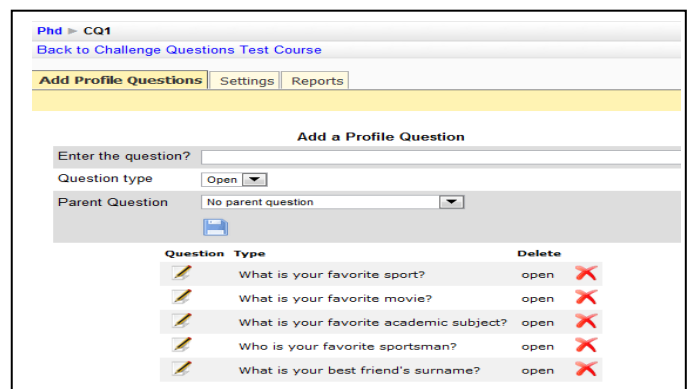 Phd ► CQ1
Back to Challenge Questions Test Course
Add Profile Questions Settings Reports
Add a Profile Question
Enter the question?
Question type Open
Parent Question No parent question
Question Type Delete
What is your favorite sport? open
What is your favorite movie? open
What is your favorite academic subject? open
Who is your favorite sportsman? open
What is your best friend's surname? open